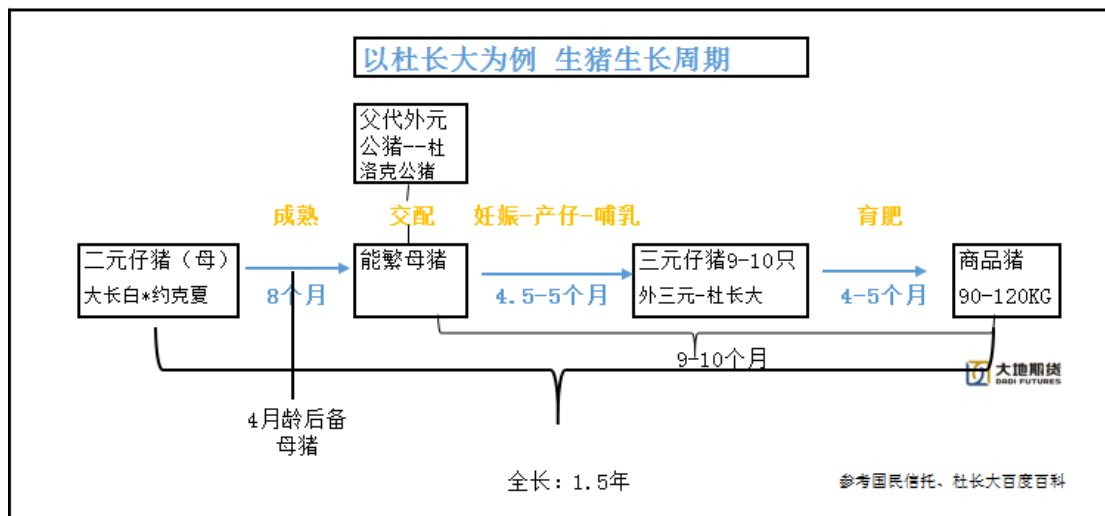 以杜长大为例 生猪生长周期
父代外元
公猪--杜
洛克公猪
成熟
交配
妊娠-产仔-哺乳
育肥
二元仔猪（母）
大长白*约克夏
8个月
能繁母猪
4.5-5个月
三元仔猪9-10只
外三元-杜长大
4-5个月
商品猪
90-120KG
9-10个月
大地期货
DADI FUTURES
4月龄后备
母猪
全长：1.5年
参考国民信托、杜长大百度百科